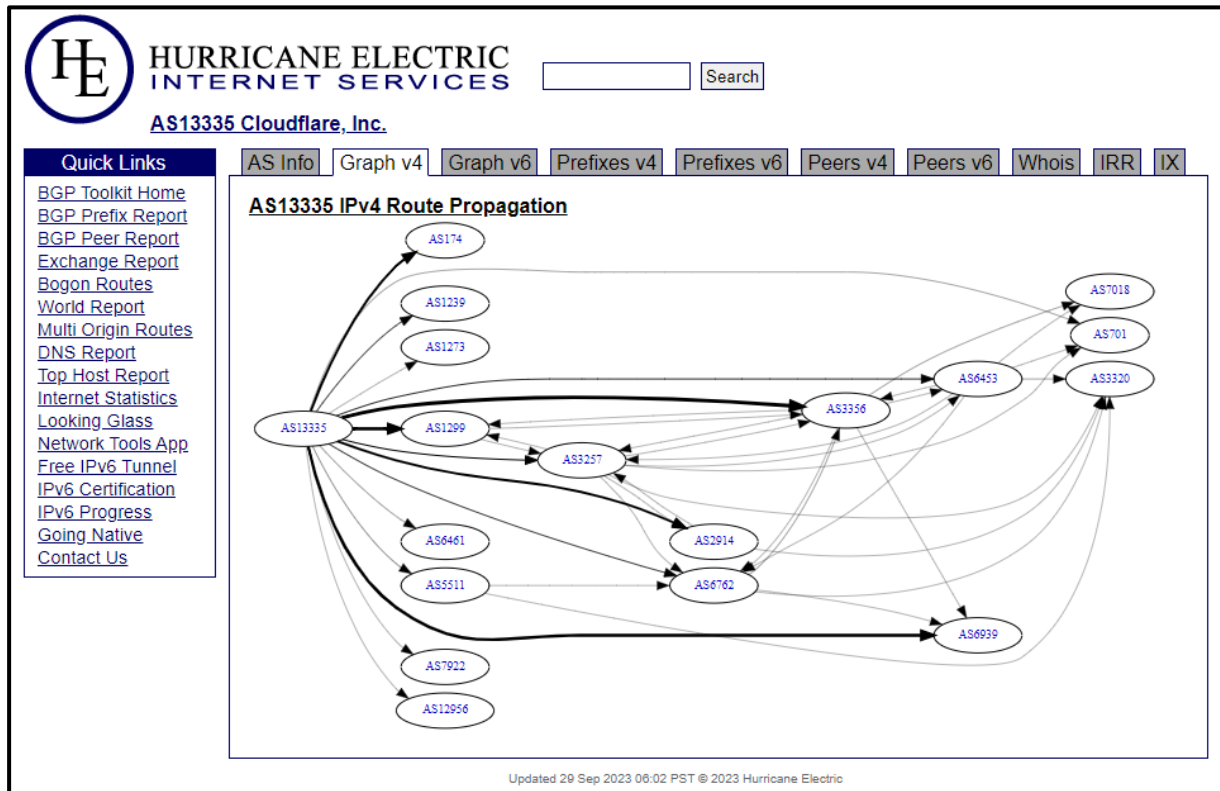 HE
HURRICANE ELECTRIC
INTERNET SERVICES
Search
AS13335 Cloudflare, Inc.
Quick Links
BGP Toolkit Home
BGP Prefix Report
BGP Peer Report
Exchange Report
Bogon Routes
World Report
Multi Origin Routes
DNS Report
Top Host Report
Internet Statistics
Looking Glass
Network Tools App
Free IPv6 Tunnel
IPv6 Certification
IPv6 Progress
Going Native
Contact Us
AS Info Graph v4 Graph v6 Prefixes v4 Prefixes v6 Peers v4 Peers v6 Whois IRR IX
AS13335 IPv4 Route Propagation
AS174
AS7018
AS1239
AS701
AS1273
AS6453
AS3320
AS3356
AS13335
AS1299
AS3257
AS6461
AS2914
AS5511
AS6762
AS6939
AS7922
AS12956
Updated 29 Sep 2023 06:02 PST © 2023 Hurricane Electric